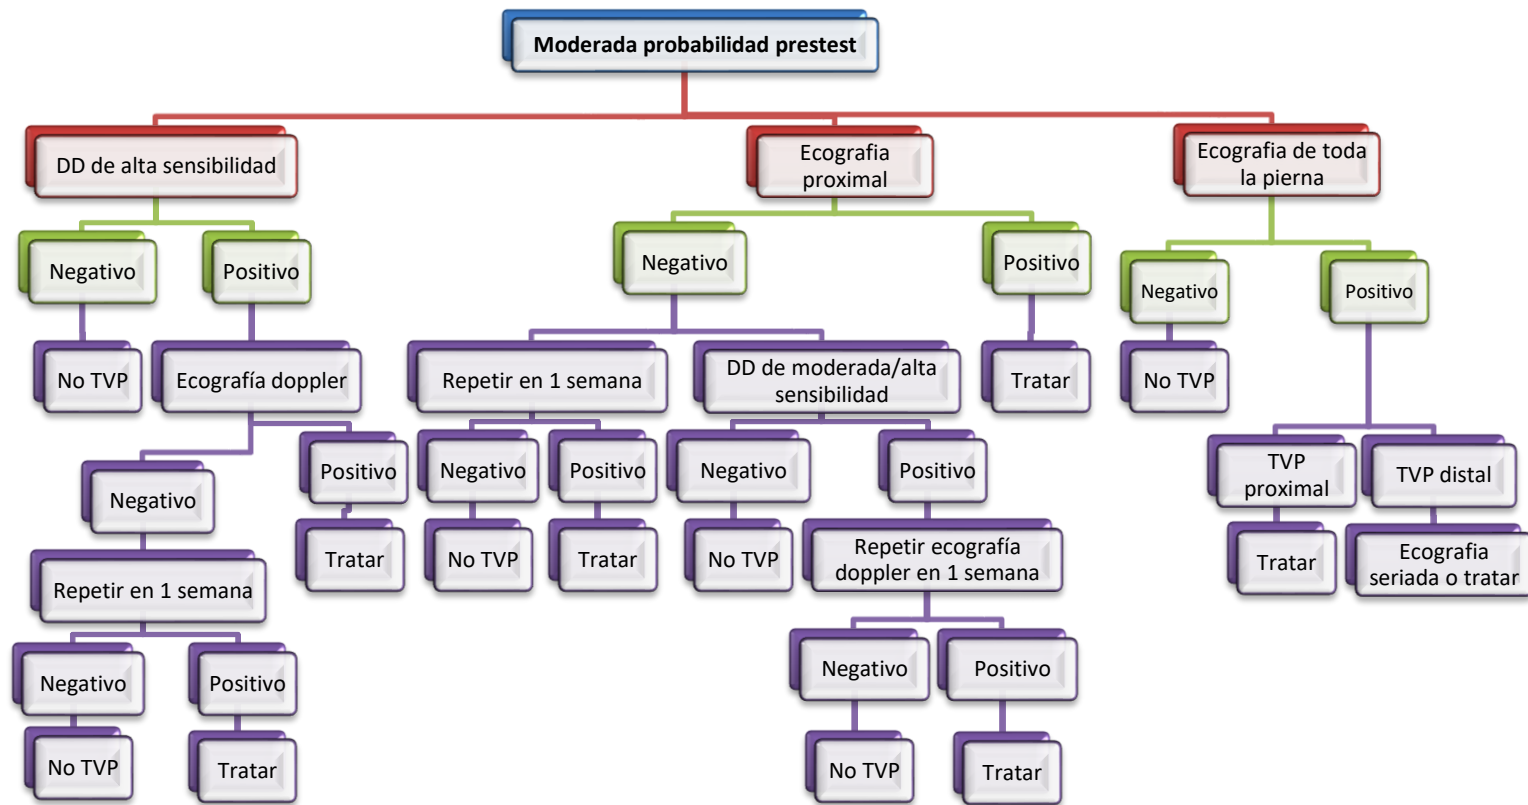 Moderada probabilidad prestest
DD de alta sensibilidad
Ecografia
proximal
Ecografia de toda
la pierna
Negativo
Positivo
Negativo
Positivo
Negativo
Positivo
No TVP
Ecografía doppler
Repetir en 1 semana
DD de moderada/alta
sensibilidad
Tratar
No TVP
Negativo
Positivo
Negativo
Positivo
Negativo
Positivo
TVP
proximal
TVP distal
Tratar
No TVP
Tratar
No TVP
Repetir ecografía
doppler en 1 semana
Tratar
Ecografia
seriada o tratar
Repetir en 1 semana
Negativo
Positivo
Negativo
Positivo
No TVP
Tratar
No TVP
Tratar